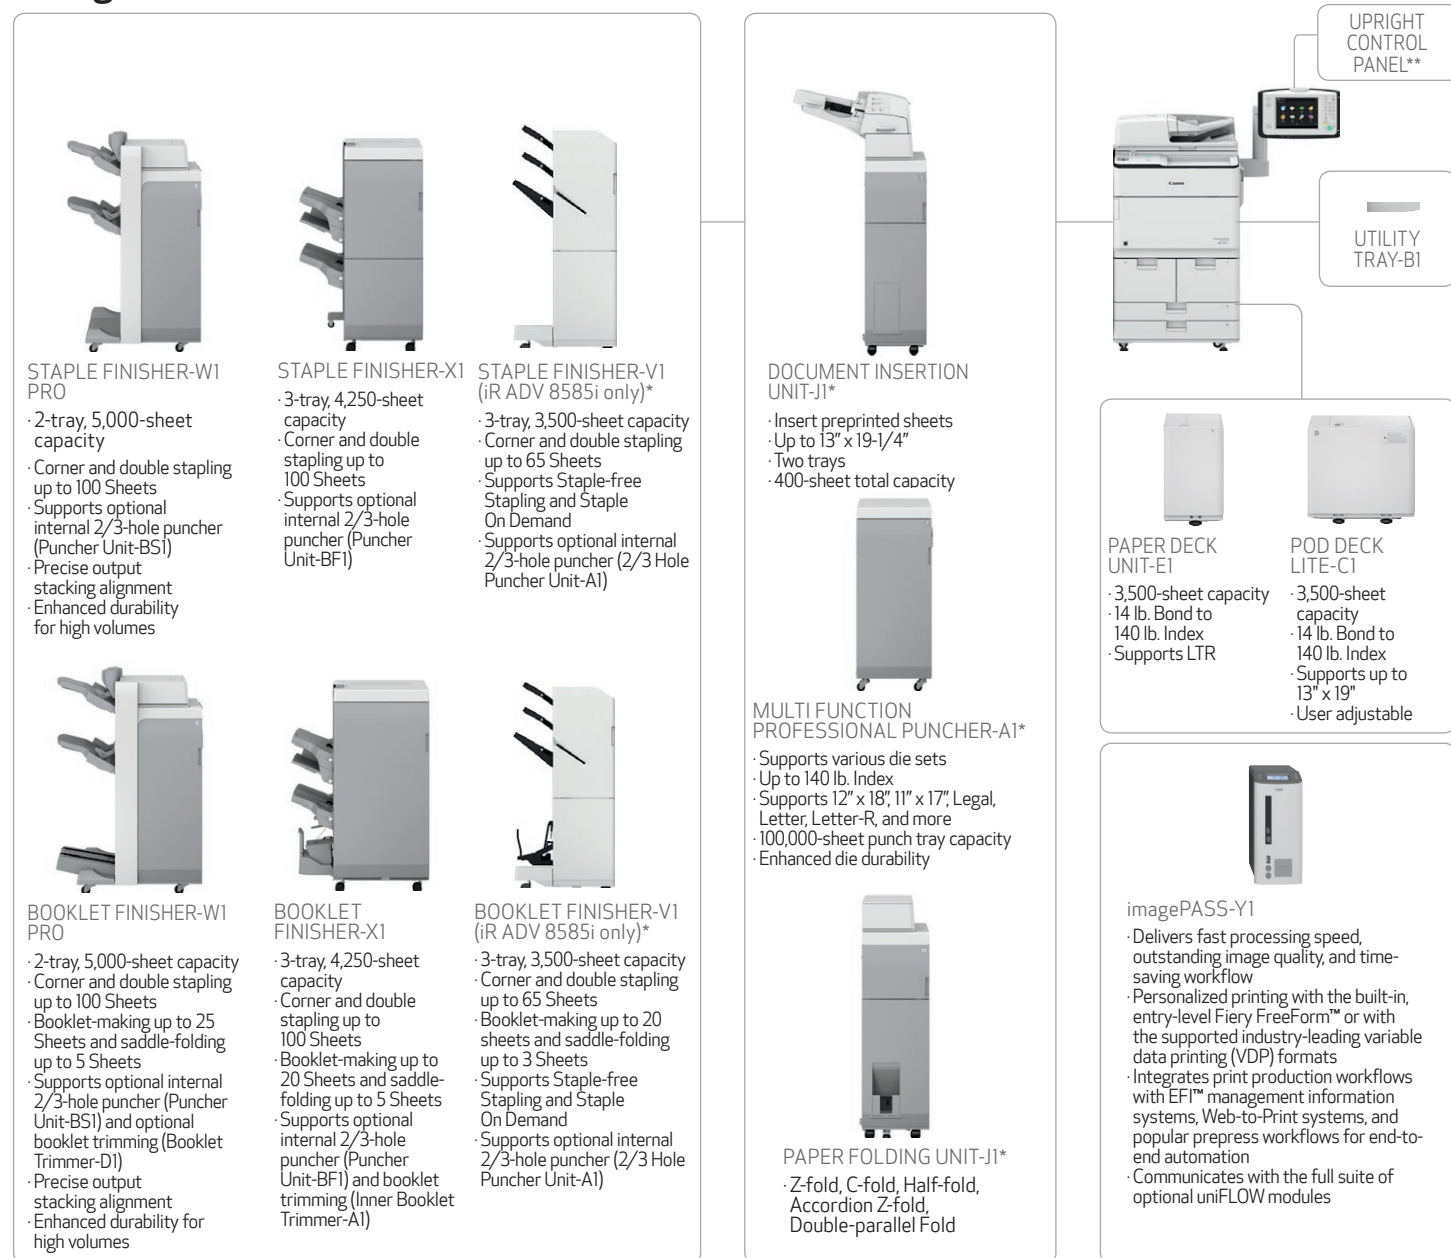 UPRIGHT
CONTROL
PANEL**
Canon
UTILITY
TRAY-B1
STAPLE FINISHER-W1
PRO
· 2-tray, 5,000-sheet
capacity
· Corner and double stapling
up to 100 Sheets
· Supports optional
internal 2/3-hole puncher
(Puncher Unit-BS1)
· Precise output
stacking alignment
· Enhanced durability
for high volumes
STAPLE FINISHER-X1
· 3-tray, 4,250-sheet
capacity
· Corner and double
stapling up to
100 Sheets
· Supports optional
internal 2/3-hole
puncher (Puncher
Unit-BF1)
STAPLE FINISHER-V1
(iR ADV 8585i only)*
· 3-tray, 3,500-sheet capacity
· Corner and double stapling
up to 65 Sheets
· Supports Staple-free
Stapling and Staple
On Demand
· Supports optional internal
2/3-hole puncher (2/3 Hole
Puncher Unit-A1)
BOOKLET FINISHER-W1
PRO
· 2-tray, 5,000-sheet capacity
· Corner and double stapling
up to 100 Sheets
· Booklet-making up to 25
Sheets and saddle-folding
up to 5 Sheets
· Supports optional internal
2/3-hole puncher (Puncher
Unit-BS1) and optional
booklet trimming (Booklet
Trimmer-D1)
· Precise output
stacking alignment
· Enhanced durability for
high volumes
BOOKLET
FINISHER-X1
· 3-tray, 4,250-sheet
capacity
· Corner and double
stapling up to
100 Sheets
· Booklet-making up to
20 Sheets and saddle-
folding up to 5 Sheets
· Supports optional
internal 2/3-hole
puncher (Puncher
Unit-BF1) and booklet
trimming (Inner Booklet
Trimmer-A1)
BOOKLET FINISHER-V1
(iR ADV 8585i only)*
· 3-tray, 3,500-sheet capacity
· Corner and double stapling
up to 65 Sheets
· Booklet-making up to 20
sheets and saddle-folding
up to 3 Sheets
· Supports Staple-free
Stapling and Staple
On Demand
· Supports optional internal
2/3-hole puncher (2/3 Hole
Puncher Unit-A1)
DOCUMENT INSERTION
UNIT-J1*
· Insert preprinted sheets
· Up to 13″ x 19-1/4″
· Two trays
· 400-sheet total capacity
MULTI FUNCTION
PROFESSIONAL PUNCHER-A1*
· Supports various die sets
· Up to 140 lb. Index
· Supports 12″ x 18″, 11″ x 17″, Legal,
Letter, Letter-R, and more
· 100,000-sheet punch tray capacity
· Enhanced die durability
PAPER FOLDING UNIT-J1*
· Z-fold, C-fold, Half-fold,
Accordion Z-fold,
Double-parallel Fold
PAPER DECK
UNIT-E1
· 3,500-sheet capacity
· 14 lb. Bond to
140 lb. Index
· Supports LTR
POD DECK
LITE-C1
· 3,500-sheet
capacity
· 14 lb. Bond to
140 lb. Index
· Supports up to
13" x 19"
· User adjustable
imagePASS-Y1
· Delivers fast processing speed,
outstanding image quality, and time-
saving workflow
· Personalized printing with the built-in,
entry-level Fiery FreeForm™ or with
the supported industry-leading variable
data printing (VDP) formats
· Integrates print production workflows
with EFI™ management information
systems, Web-to-Print systems, and
popular prepress workflows for end-to-
end automation
· Communicates with the full suite of
optional uniFLOW modules